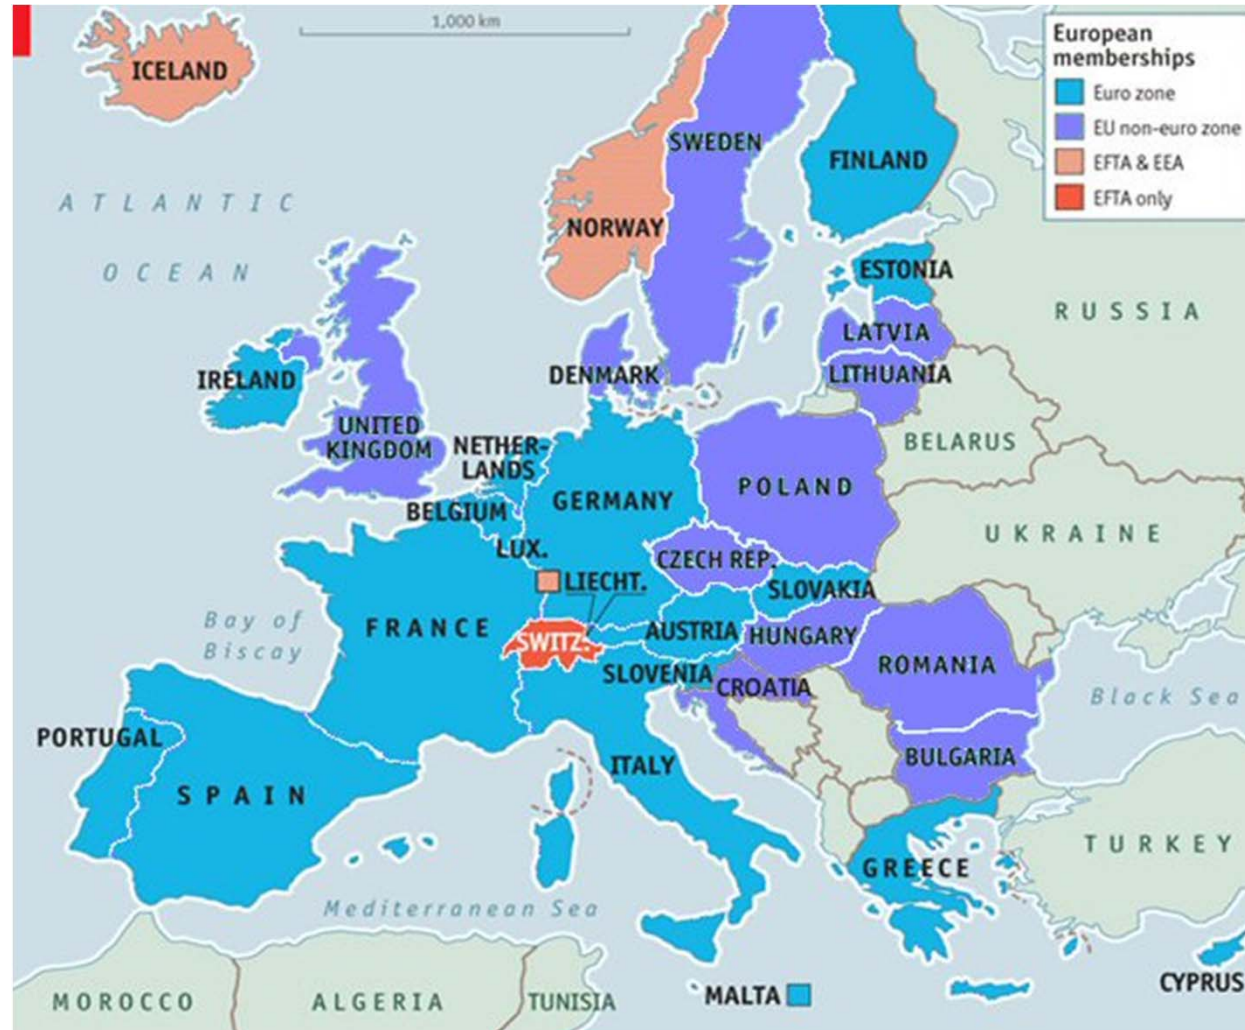 1,000 km
European
memberships
Euro zone
EU non-euro zone
EFTA & EEA
EFTA only
ICELAND
SWEDEN
FINLAND
ATLANTIC
OCEAN
NORWAY
ESTONIA
RUSSIA
LATVIA
LITHUANIA
IRELAND
DENMARK
UNITED
KINGDOM
NETHER-
LANDS
BELARUS
BELGIUM
GERMANY
POLAND
UKRAINE
LUX.
CZECH REP.
LIECHT.
SLOVAKIA
Bay of
Biscay
FRANCE
SWITZ.
AUSTRIA
HUNGARY
ROMANIA
SLOVENIA
CROATIA
Black Sea
PORTUGAL
SPAIN
ITALY
BULGARIA
TURKEY
GREECE
Mediterranean Sea
CYPRUS
MOROCCO
ALGERIA
TUNISIA
MALTA